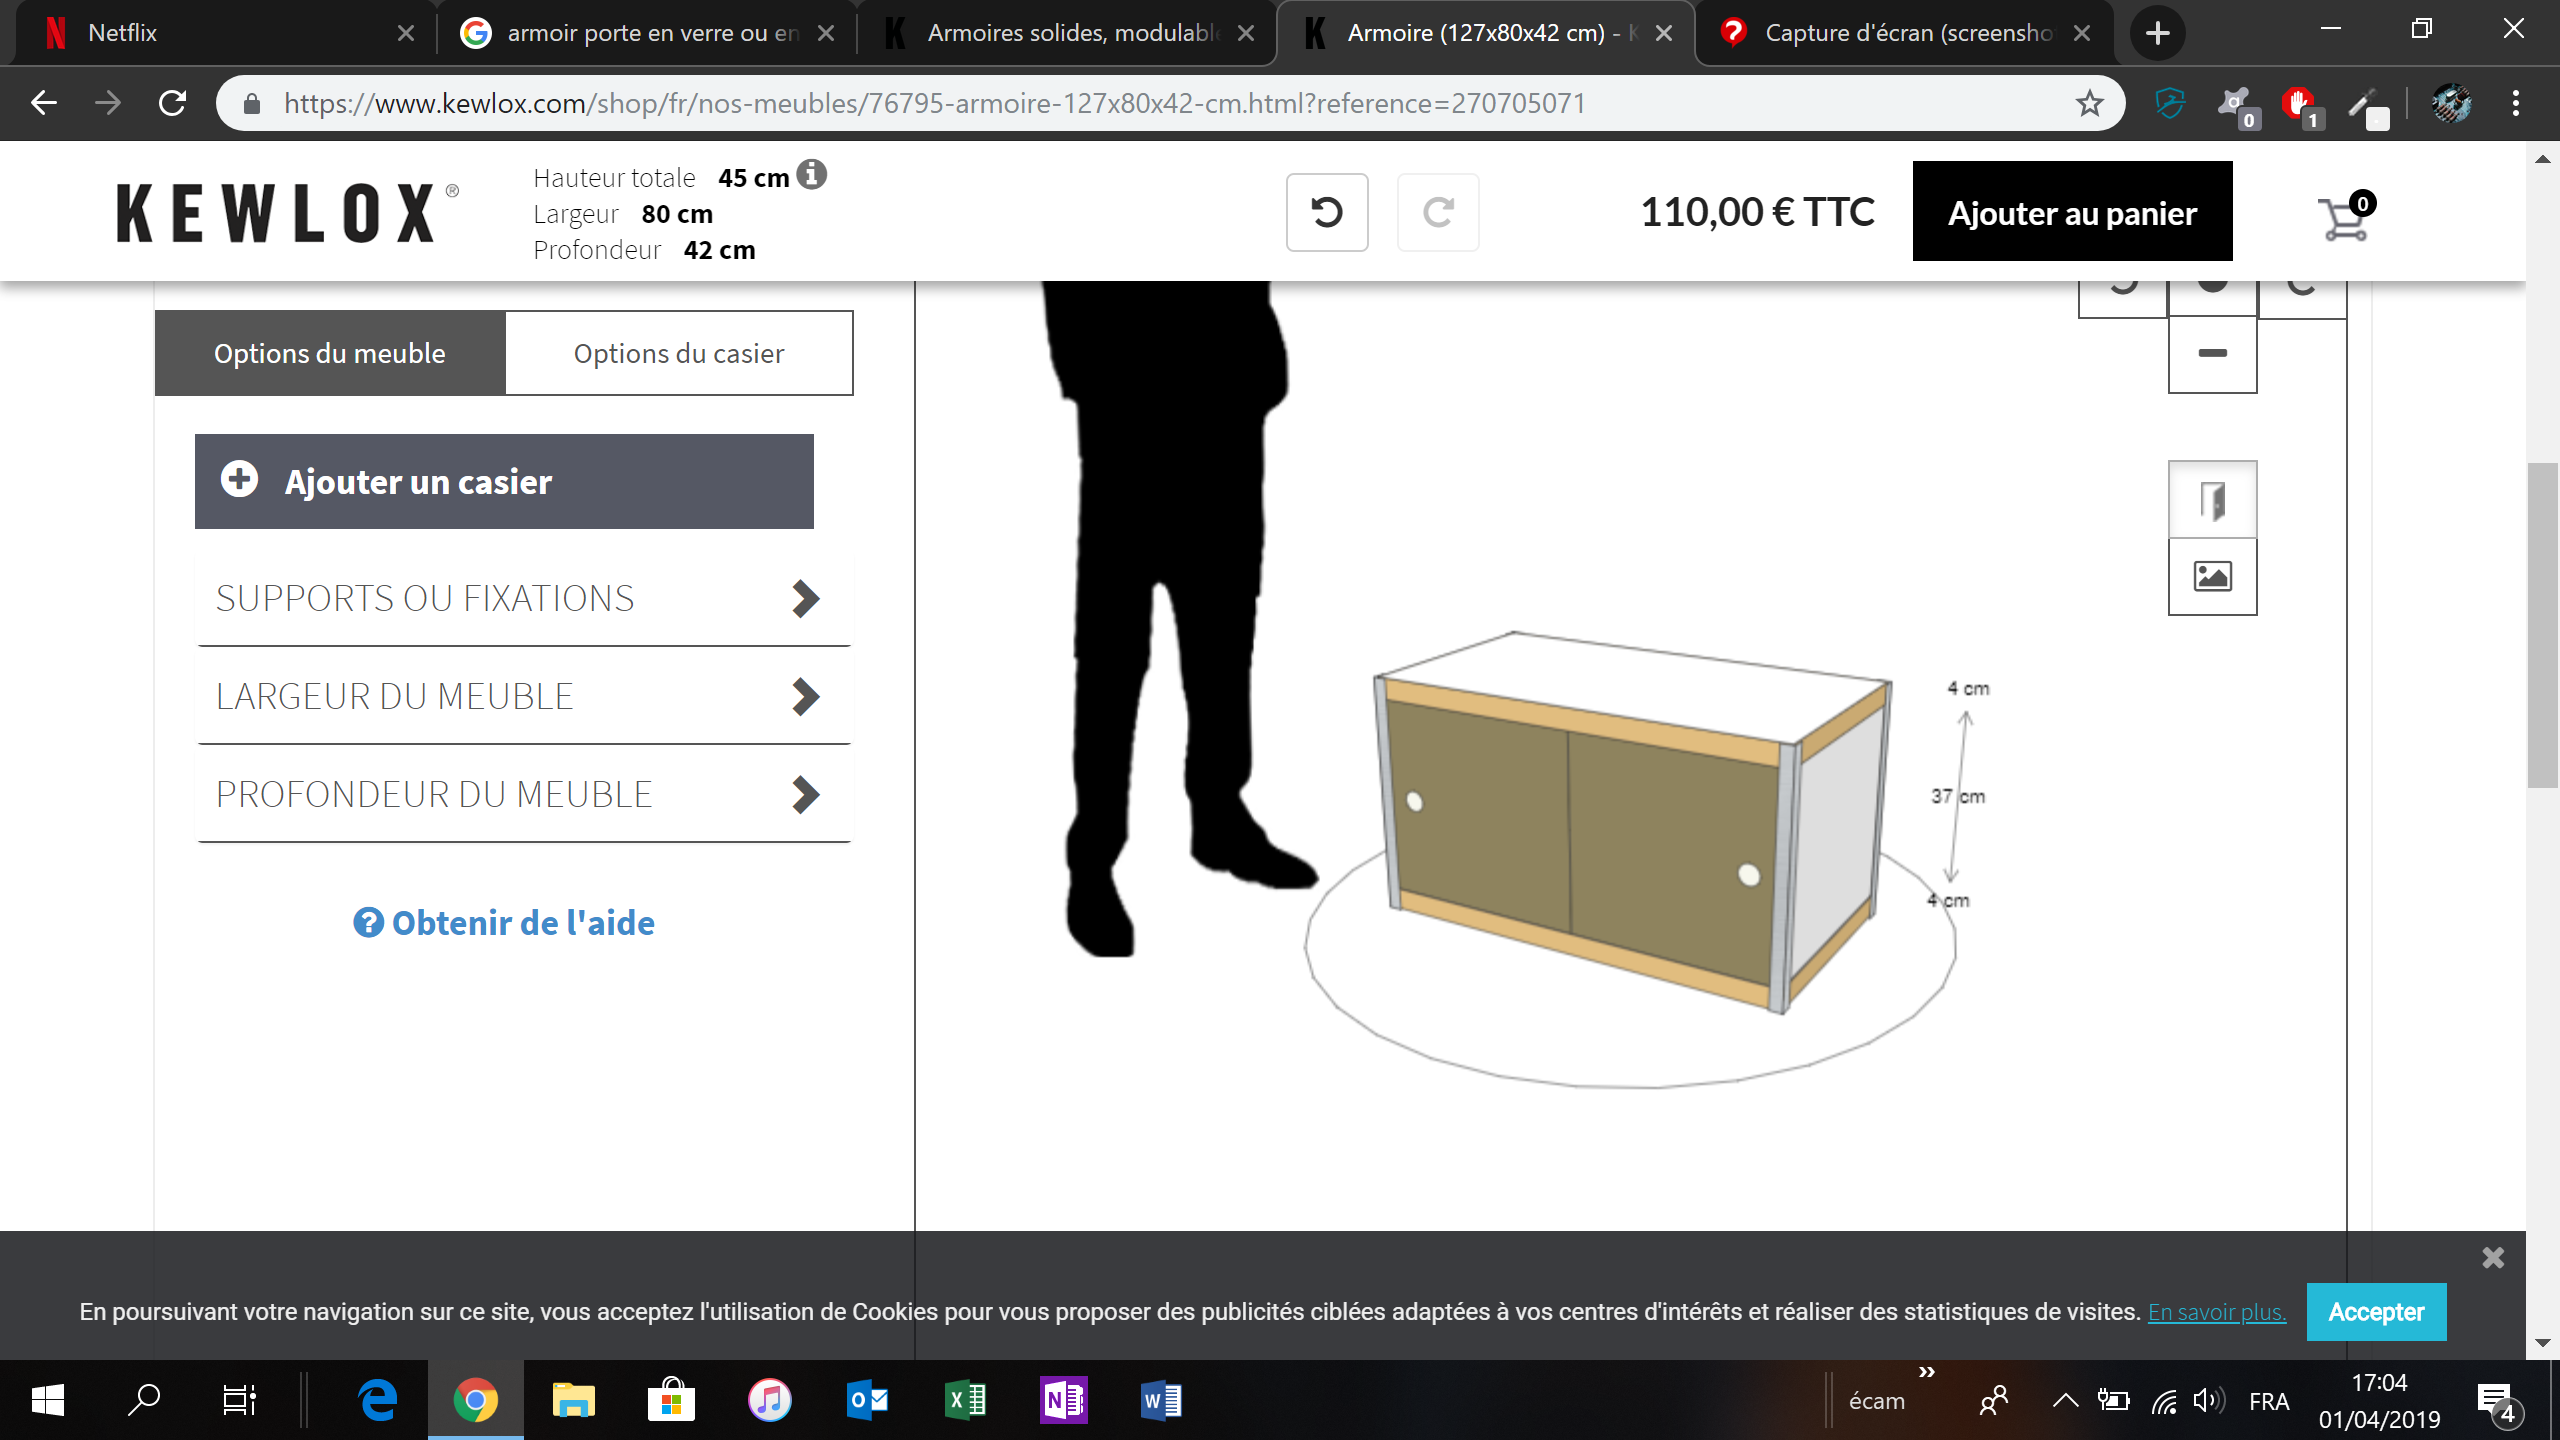 Netflix
armoir porte en verre ou en
Armoires solides, modulable
Armoire (127x80x42 cm) - K
Capture d'écran (screensho
https://www.kewlox.com/shop/fr/nos-meubles/76795-armoire-127x80x42-cm.html?reference=270705071
0
1
KEWLOX®
Hauteur totale 45 cm
Largeur 80 cm
Profondeur 42 cm
110,00 € TTC
Ajouter au panier
0
Options du meuble
Options du casier
Ajouter un casier
SUPPORTS OU FIXATIONS
LARGEUR DU MEUBLE
PROFONDEUR DU MEUBLE
Obtenir de l'aide
4 cm
37 cm
4 cm
En poursuivant votre navigation sur ce site, vous acceptez l'utilisation de Cookies pour vous proposer des publicités ciblées adaptées à vos centres d'intérêts et réaliser des statistiques de visites. En savoir plus.
Accepter
écam
FRA
17:04
01/04/2019
4